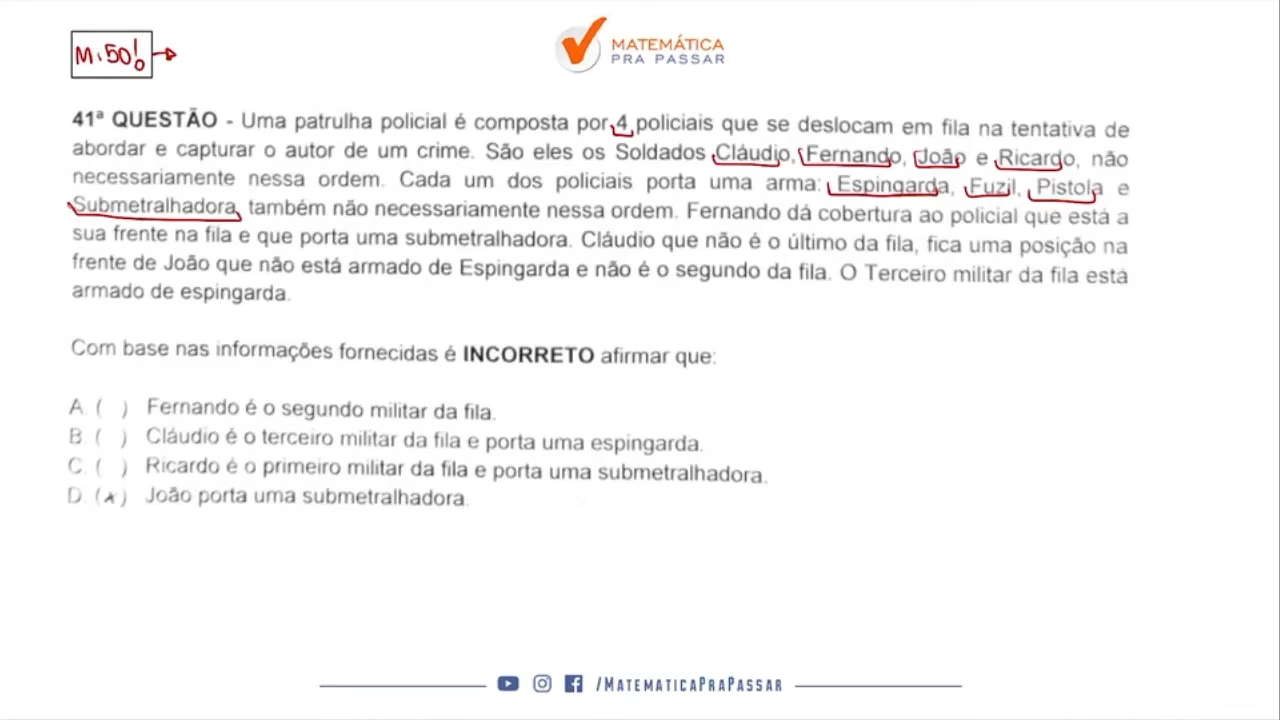 M.50!
MATEMÁTICA
PRA PASSAR
41ª QUESTÃO - Uma patrulha policial é composta por 4 policiais que se deslocam em fila na tentativa de
abordar e capturar o autor de um crime. São eles os Soldados Cláudio, Fernando, João e Ricardo, não
necessariamente nessa ordem. Cada um dos policiais porta uma arma: Espingarda, Fuzil, Pistola e
Submetralhadora, também não necessariamente nessa ordem. Fernando dá cobertura ao policial que está a
sua frente na fila e que porta uma submetralhadora. Cláudio que não é o último da fila, fica uma posição na
frente de João que não está armado de Espingarda e não é o segundo da fila. O Terceiro militar da fila está
armado de espingarda.
Com base nas informações fornecidas é INCORRETO afirmar que:
A. ( ) Fernando é o segundo militar da fila.
B. ( ) Cláudio é o terceiro militar da fila e porta uma espingarda.
C. ( ) Ricardo é o primeiro militar da fila e porta uma submetralhadora.
D. (x) João porta uma submetralhadora.
/MATEMATICAPRAPASSAR